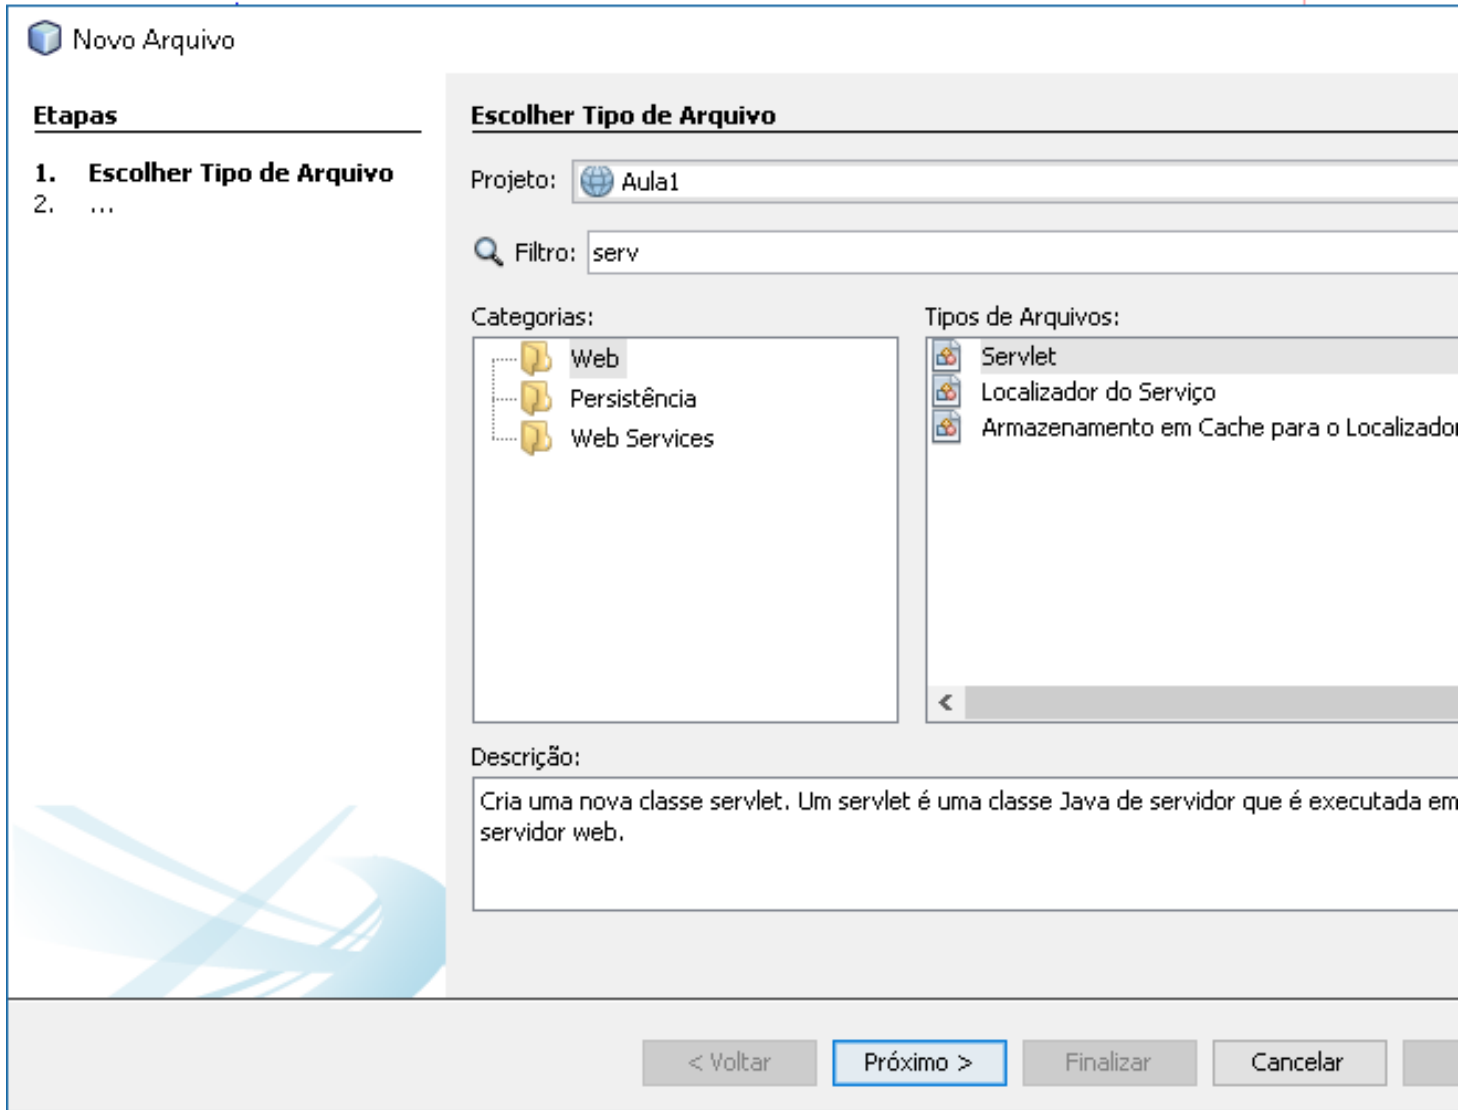 Novo Arquivo
Etapas
1. Escolher Tipo de Arquivo
2. ...
Escolher Tipo de Arquivo
Projeto: Aula1
Filtro: serv
Categorias:
Web
Persistência
Web Services
Tipos de Arquivos:
Servlet
Localizador do Serviço
Armazenamento em Cache para o Localizador
Descrição:
Cria uma nova classe servlet. Um servlet é uma classe Java de servidor que é executada em
servidor web.
< Voltar
Próximo >
Finalizar
Cancelar